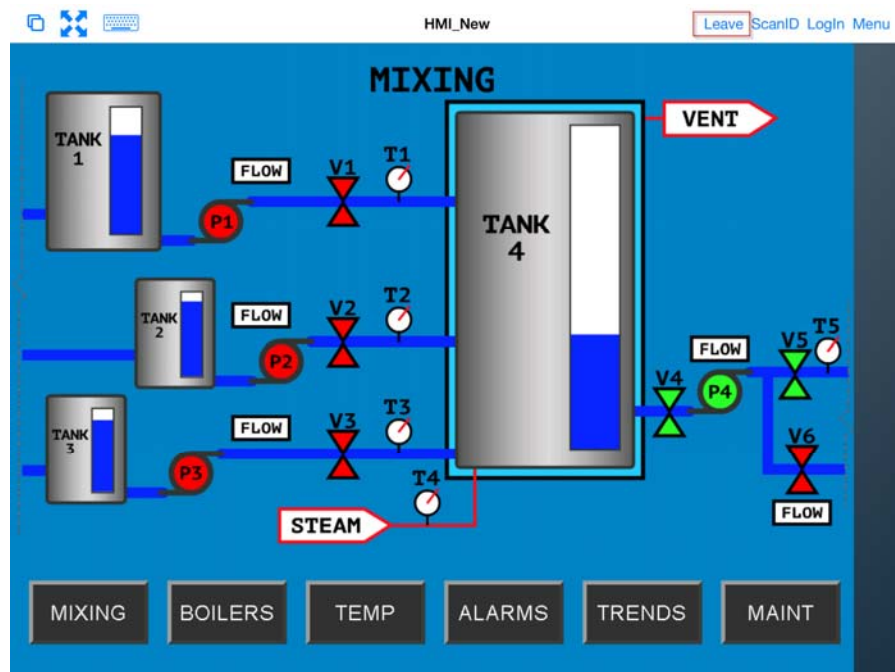 HMI_New
Leave ScanID LogIn Menu
MIXING
TANK
1
FLOW
V1
T1
P1
VENT
TANK
4
TANK
2
FLOW
V2
T2
P2
TANK
3
FLOW
V3
T3
P3
T4
STEAM
V4
FLOW
P4
V5
T5
V6
FLOW
MIXING
BOILERS
TEMP
ALARMS
TRENDS
MAINT